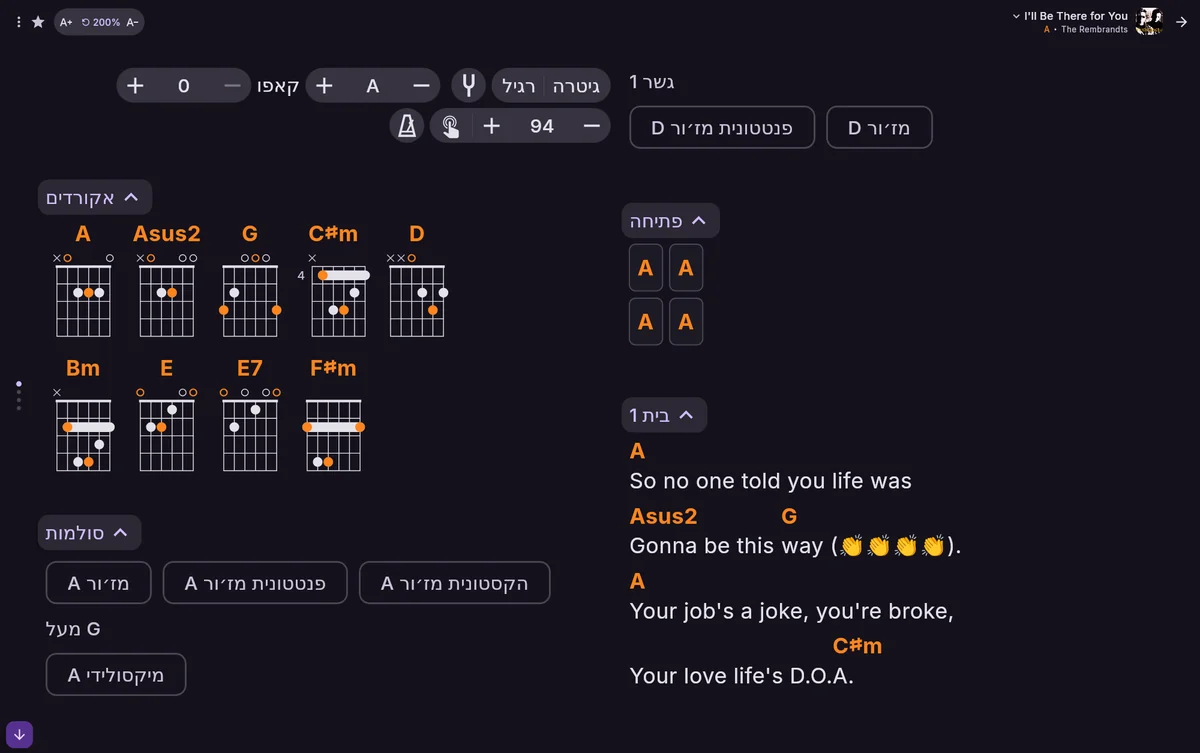 A+ 200% A-
I'll Be There for You
A • The Rembrandts
גיטרה רגיל
− A +
קאפו
− 0 +
− 94 +
אקורדים
A Asus2 G C#m D
4
Bm E E7 F#m
סולמות
A מז׳ור
A פנטטונית מז׳ור
A הקסטונית מז׳ור
מעל G
A מיקסולידי
גשר 1
D פנטטונית מז׳ור
D מז׳ור
פתיחה
A A
A A
בית 1
A
So no one told you life was
Asus2 G
Gonna be this way (👏👏👏👏).
A
Your job's a joke, you're broke,
C#m
Your love life's D.O.A.